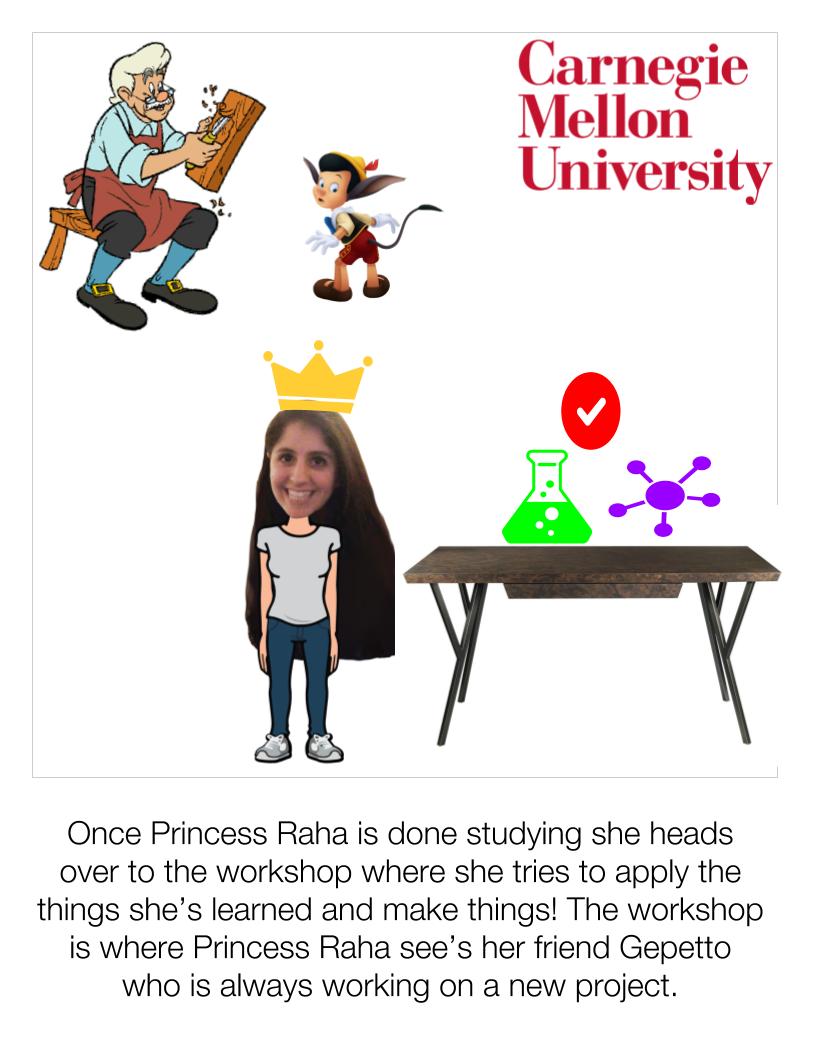 Carnegie
Mellon
University
Once Princess Raha is done studying she heads
over to the workshop where she tries to apply the
things she’s learned and make things! The workshop
is where Princess Raha see’s her friend Gepetto
who is always working on a new project.